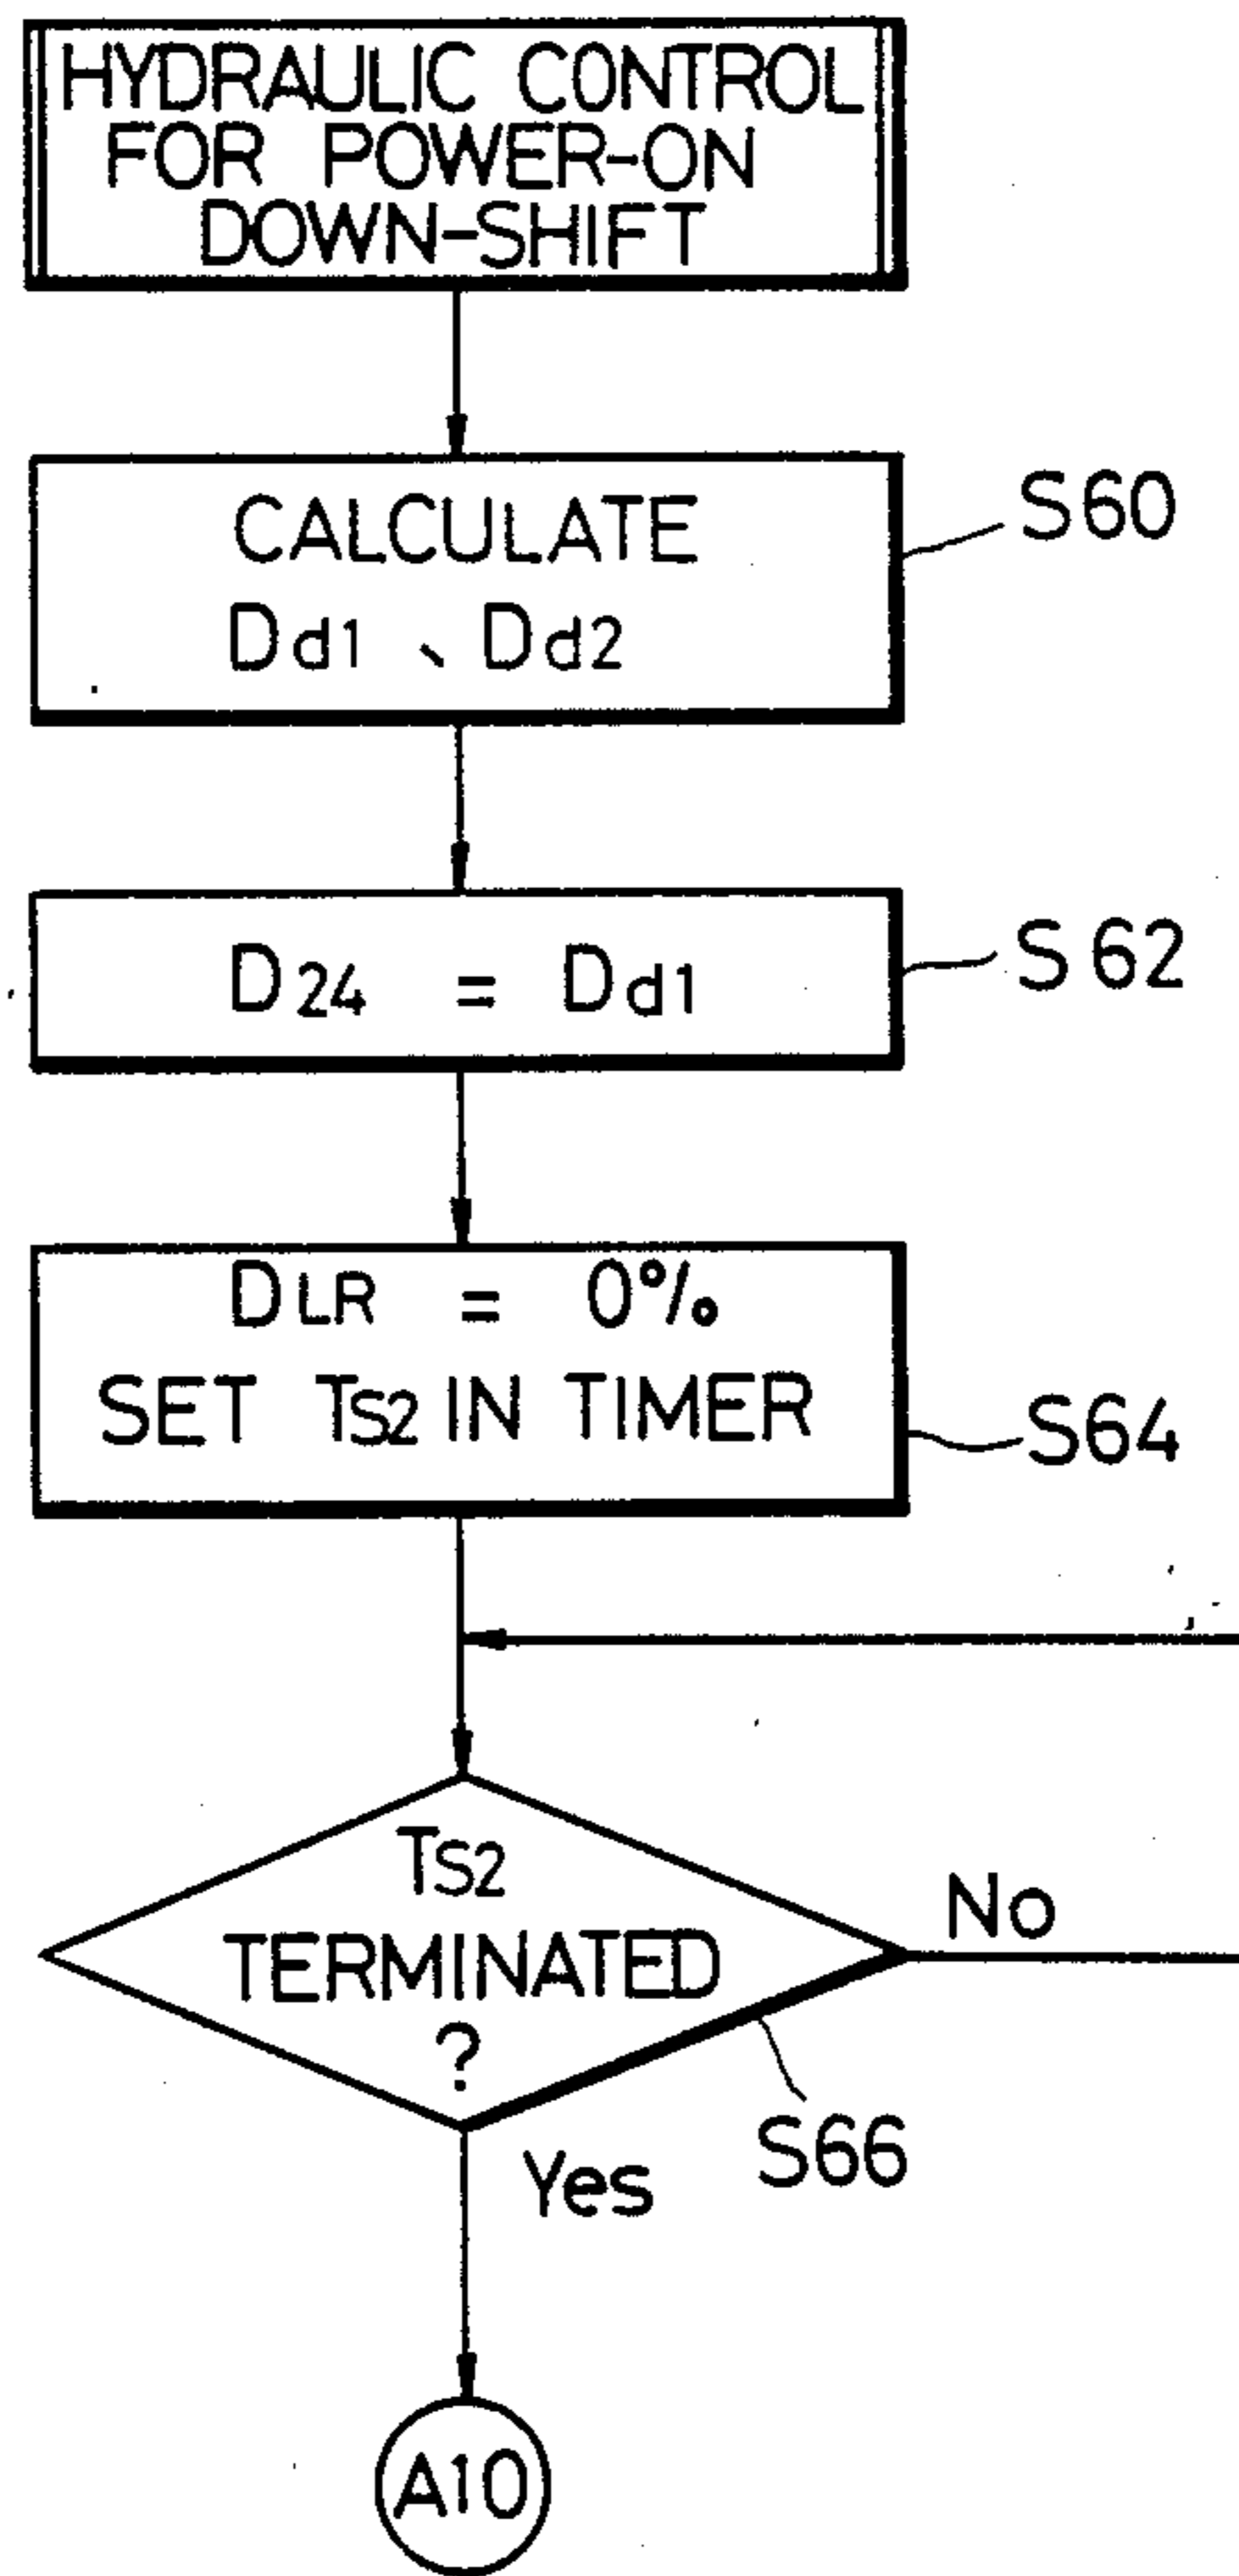 HYDRAULIC CONTROL
FOR POWER-ON
DOWN-SHIFT
CALCULATE
Dd1、Dd2
S60
D24 = Dd1
S62
DLR = 0%
SET TS2 IN TIMER
S64
TS2
TERMINATED
?
No
S66
Yes
A10